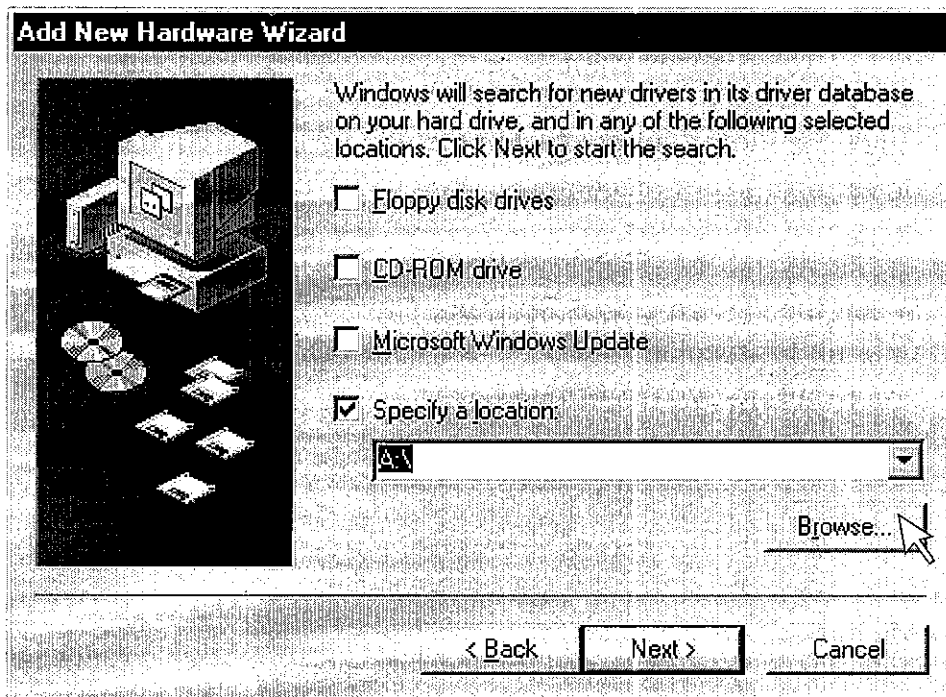 Add New Hardware Wizard
Windows will search for new drivers in its driver database
on your hard drive, and in any of the following selected
locations. Click Next to start the search.
Floppy disk drives
CD-ROM drive
Microsoft Windows Update
Specify a location:
A:\
Browse...
< Back
Next >
Cancel